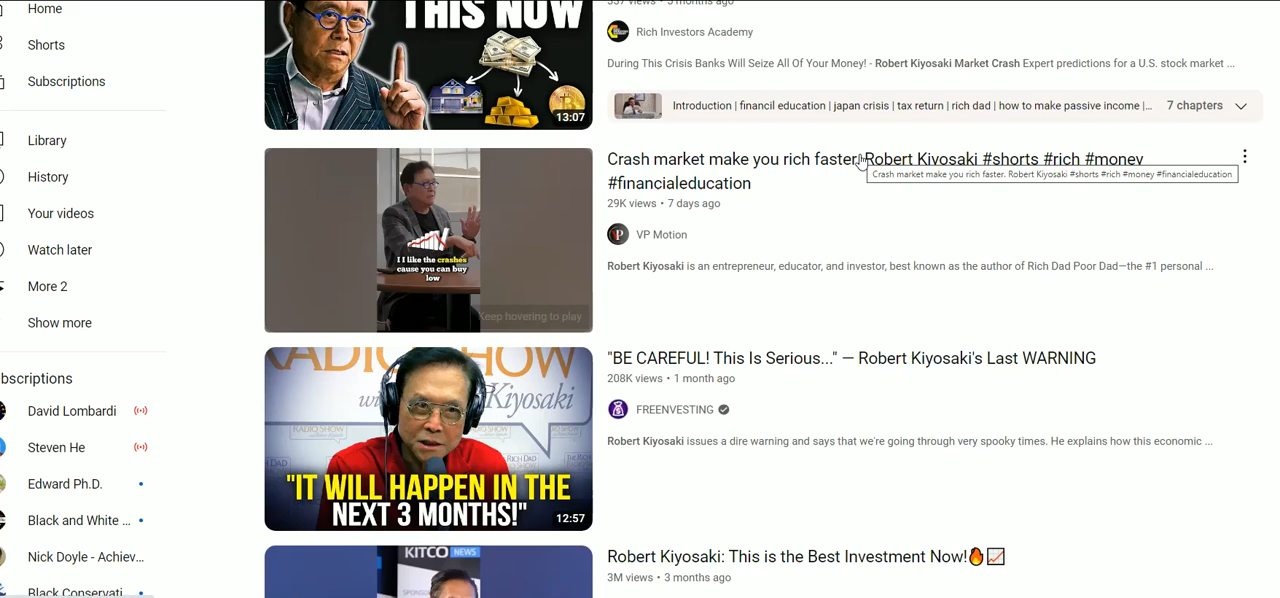 Home
Shorts
Subscriptions
Library
History
Your videos
Watch later
More 2
Show more
bscriptions
David Lombardi
Steven He
Edward Ph.D.
Black and White ...
Nick Doyle - Achiev...
Black Conservati
THIS NOW
13:07
337 views • 3 months ago
Rich Investors Academy
During This Crisis Banks Will Seize All Of Your Money! - Robert Kiyosaki Market Crash Expert predictions for a U.S. stock market ...
Introduction | financil education | japan crisis | tax return | rich dad | how to make passive income |...
7 chapters
I I like the crashes
cause you can buy
low
Keep hovering to play
Crash market make you rich faster. Robert Kiyosaki #shorts #rich #money
#financialeducation
Crash market make you rich faster. Robert Kiyosaki #shorts #rich #money #financialeducation
29K views • 7 days ago
VP Motion
Robert Kiyosaki is an entrepreneur, educator, and investor, best known as the author of Rich Dad Poor Dad—the #1 personal ...
RADIO SHOW
with Kiyosaki
RADIO SHOW
"IT WILL HAPPEN IN THE
NEXT 3 MONTHS!"
12:57
"BE CAREFUL! This Is Serious..." — Robert Kiyosaki's Last WARNING
208K views • 1 month ago
FREENVESTING
Robert Kiyosaki issues a dire warning and says that we're going through very spooky times. He explains how this economic ...
KITCO NEWS
Robert Kiyosaki: This is the Best Investment Now!🔥📈
3M views • 3 months ago